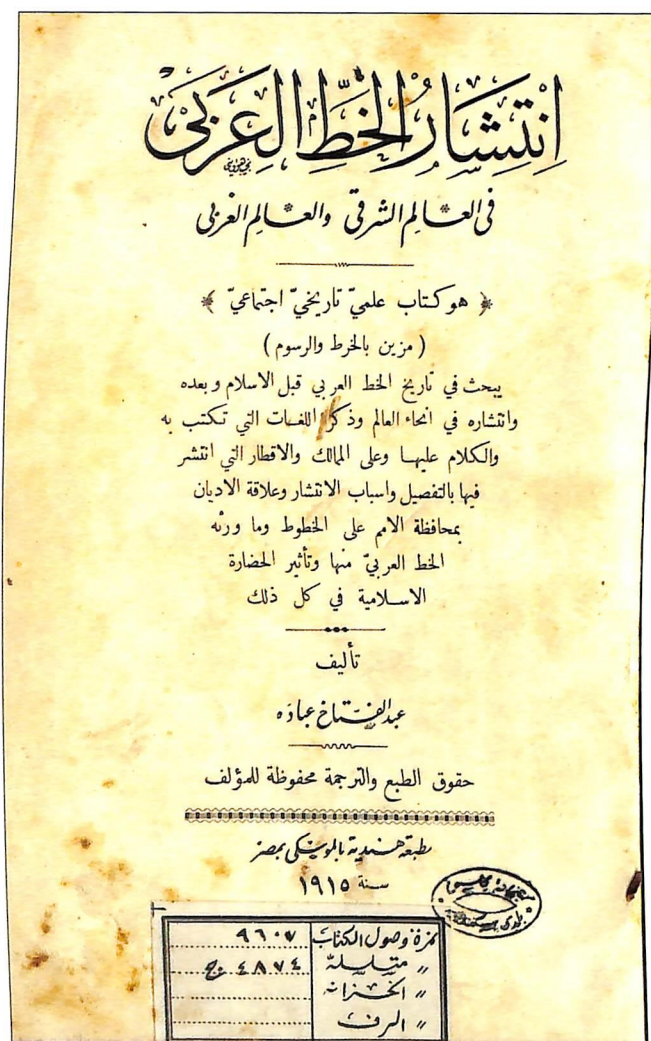 انتشار الخط العربي
في العالم الشرقي والعالم الغربي
هو كتاب علميّ تاريخيّ اجتماعيّ
( مزين بالخرط والرسوم )
يبحث في تاريخ الخط العربي قبل الاسلام وبعده
وانتشاره في انحاء العالم وذكر اللغات التي تكتب به
والكلام عليها وعلى الممالك والاقطار التي انتشر
فيها بالتفصيل واسباب الانتشار وعلاقة الاديان
بمحافظة الامم على الخطوط وما ورثه
الخط العربيّ منها وتأثير الحضارة
الاسلامية في كل ذلك
تأليف
عبد الفتاح عباده
حقوق الطبع والترجمة محفوظة للمؤلف
مطبعة هندية بالموسكي بمصر
سنة ١٩١٥
نمرة وصول الكتاب ٩٦٠٧
" متسلسلة ٤٨٧٤ ج
" الخزانة
" الرف